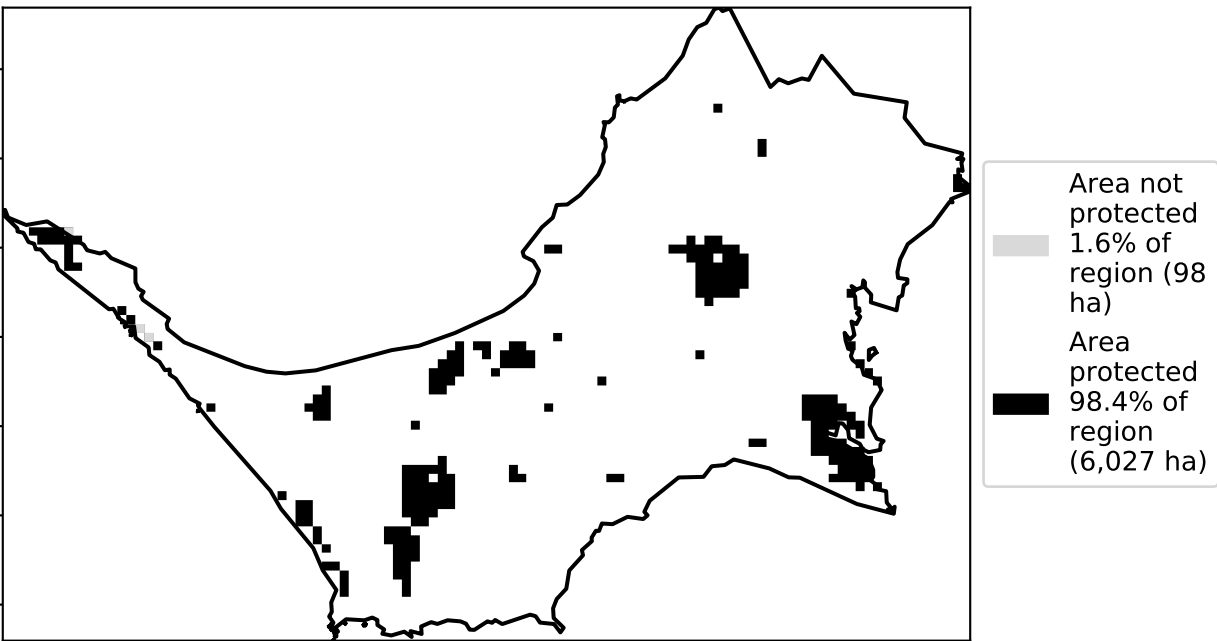 Area not
protected
1.6% of
region (98
ha)
Area
protected
98.4% of
region
(6,027 ha)